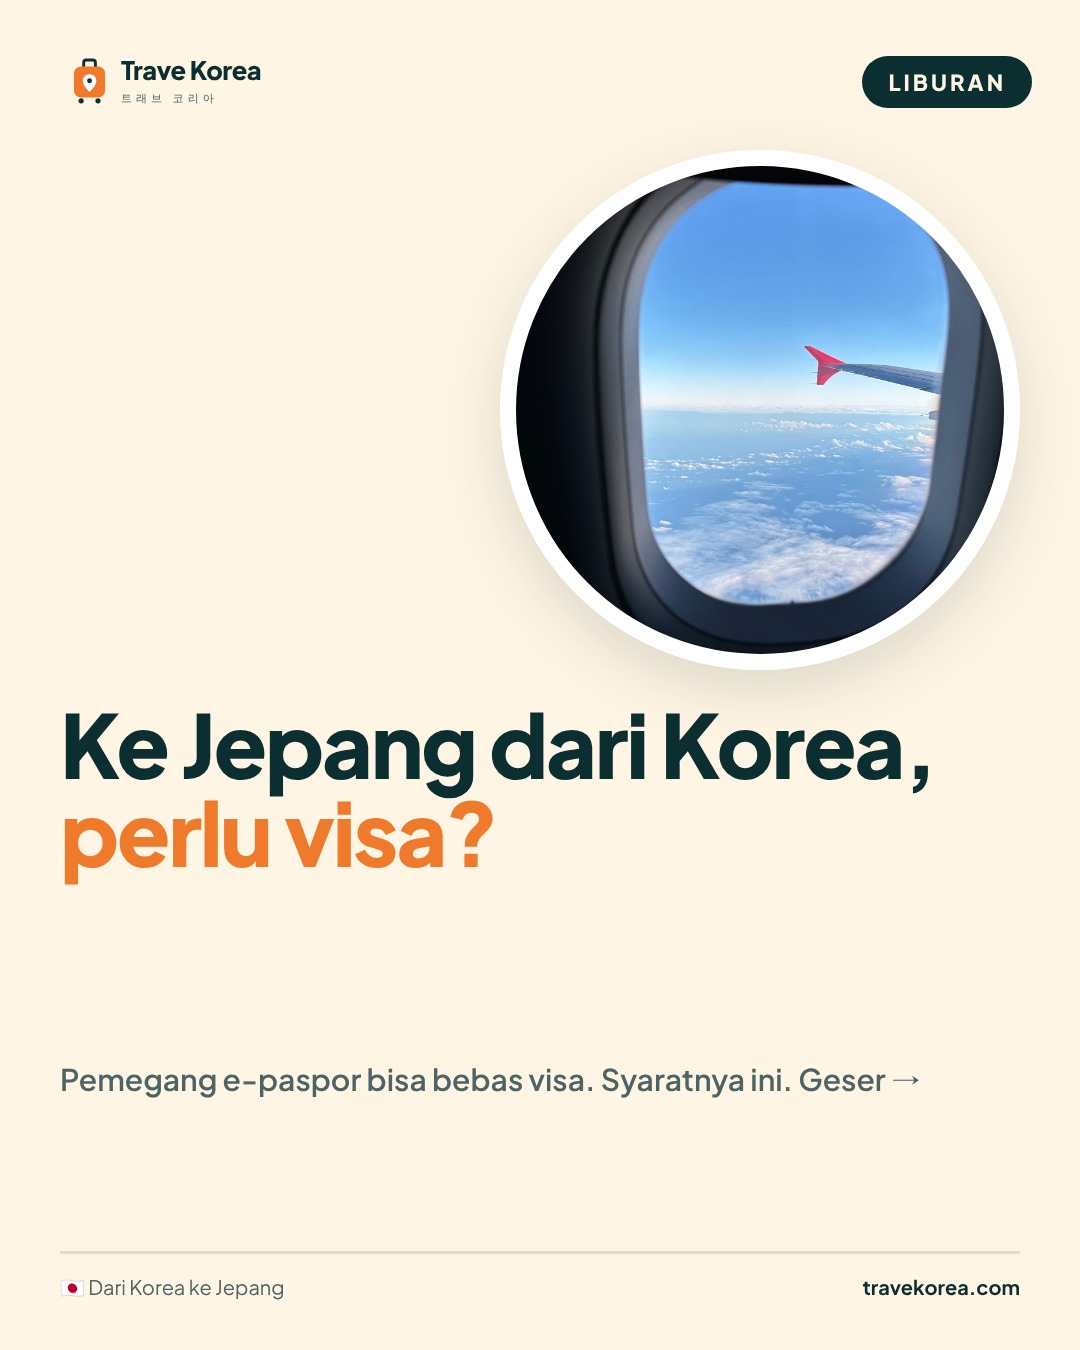 Trave Korea
트래브 코리아
LIBURAN
Ke Jepang dari Korea,
perlu visa?
Pemegang e-paspor bisa bebas visa. Syaratnya ini. Geser →
🇯🇵 Dari Korea ke Jepang
travekorea.com